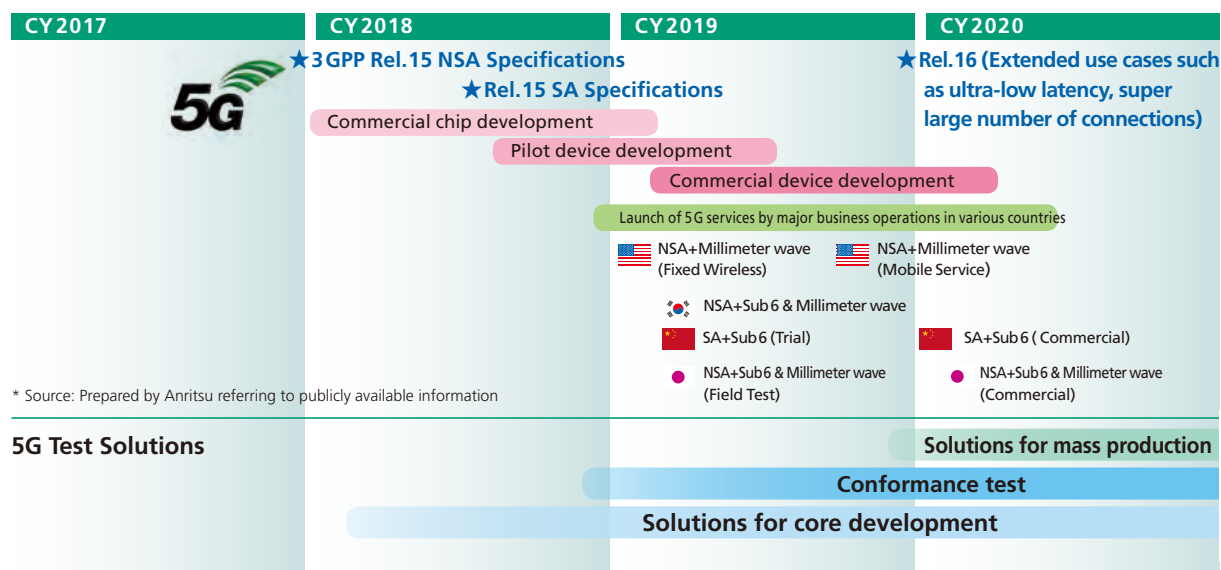 CY2017 CY2018 CY2019 CY2020
5G
★3GPP Rel.15 NSA Specifications
★Rel.15 SA Specifications
★Rel.16 (Extended use cases such
as ultra-low latency, super
large number of connections)
Commercial chip development
Pilot device development
Commercial device development
Launch of 5G services by major business operations in various countries
NSA+Millimeter wave
(Fixed Wireless)
NSA+Millimeter wave
(Mobile Service)
NSA+Sub6 & Millimeter wave
SA+Sub6 (Trial)
SA+Sub6 ( Commercial)
NSA+Sub6 & Millimeter wave
(Field Test)
NSA+Sub6 & Millimeter wave
(Commercial)
* Source: Prepared by Anritsu referring to publicly available information
5G Test Solutions
Solutions for mass production
Conformance test
Solutions for core development